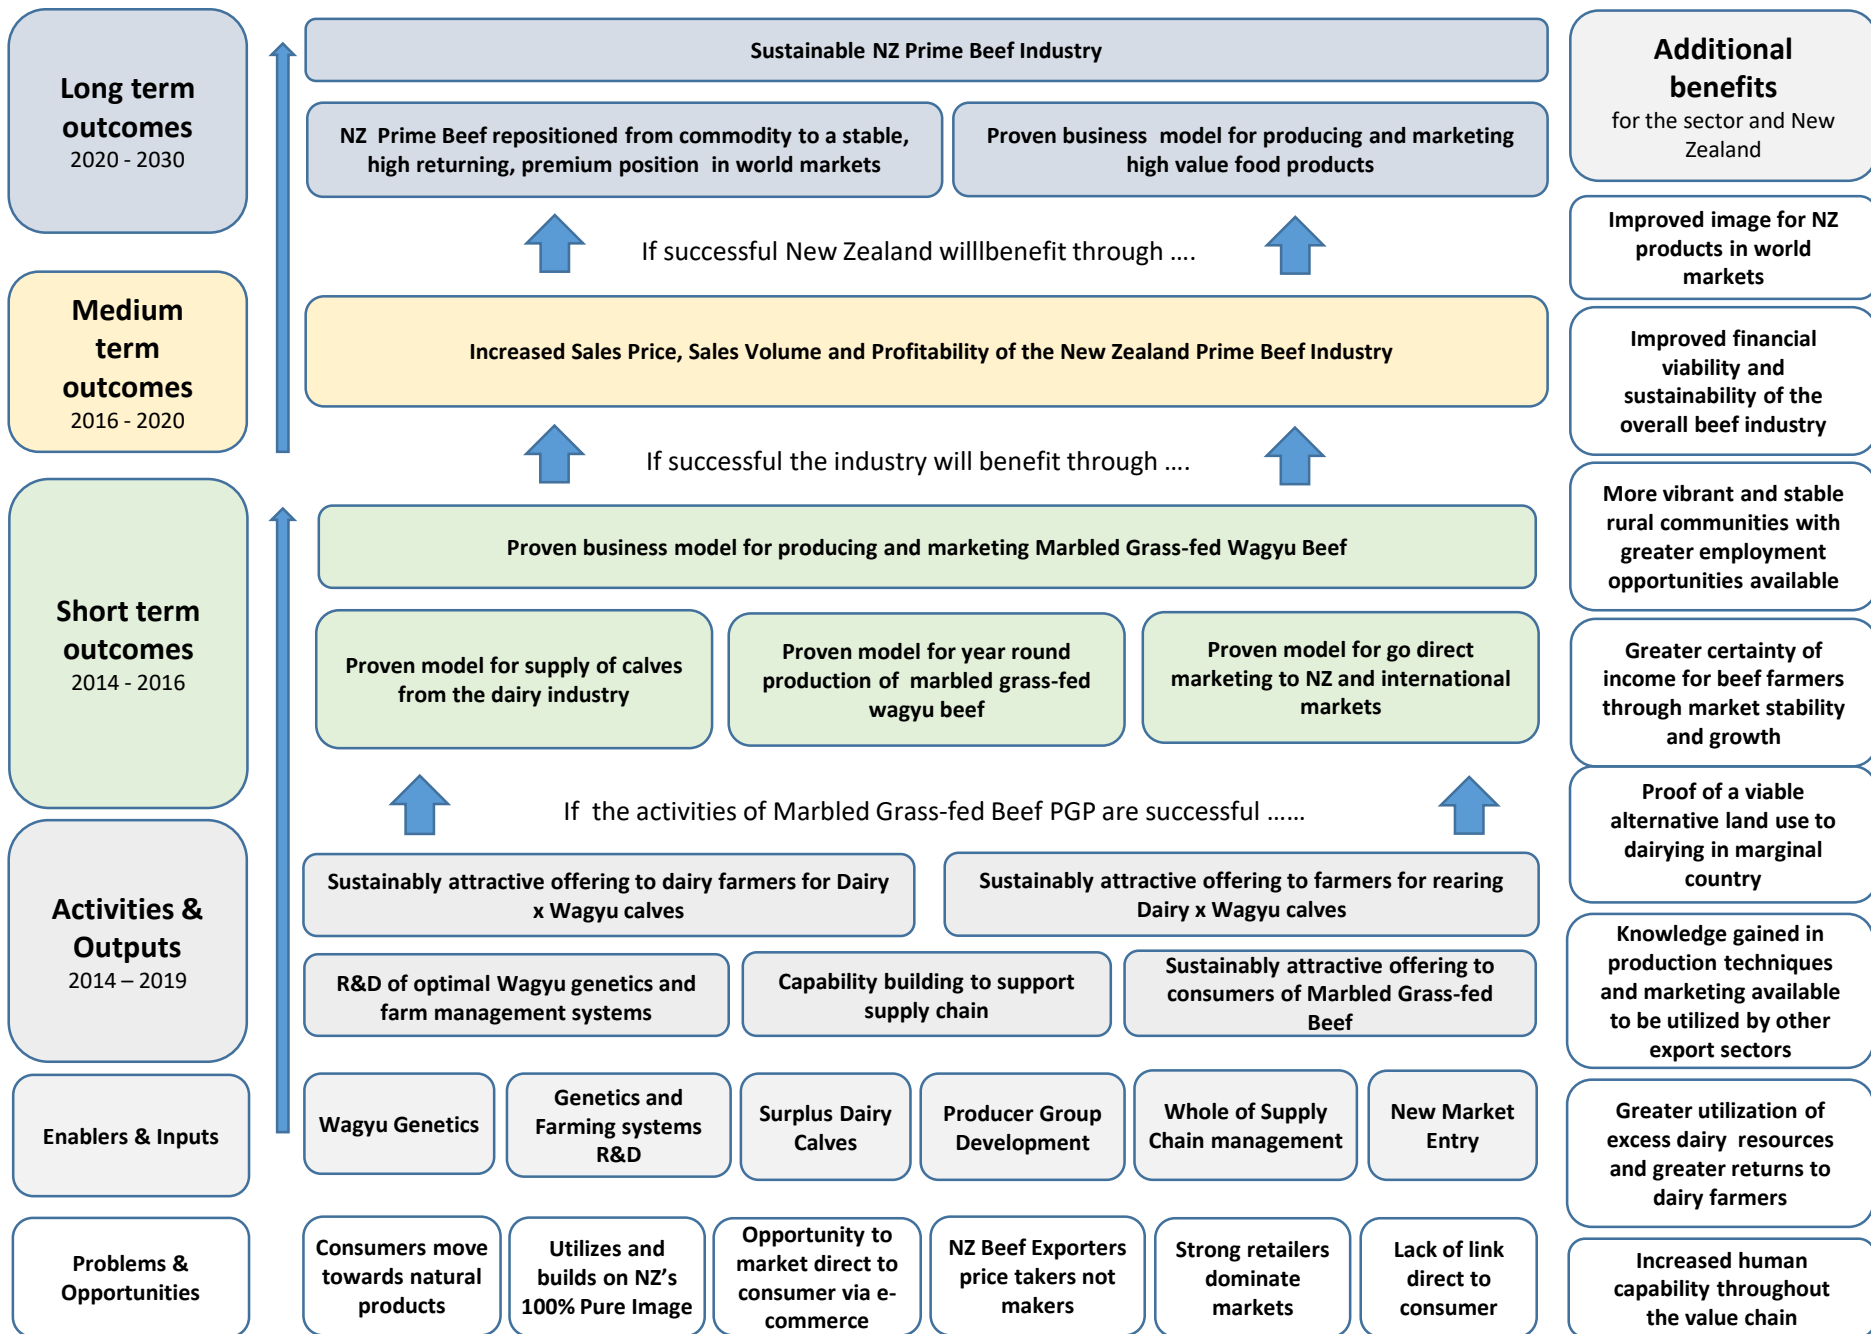 Long term
outcomes
2020 - 2030
Sustainable NZ Prime Beef Industry
NZ Prime Beef repositioned from commodity to a stable,
high returning, premium position in world markets
Proven business model for producing and marketing
high value food products
If successful New Zealand willlbenefit through ....
Medium
term
outcomes
2016 - 2020
Increased Sales Price, Sales Volume and Profitability of the New Zealand Prime Beef Industry
If successful the industry will benefit through ....
Short term
outcomes
2014 - 2016
Proven business model for producing and marketing Marbled Grass-fed Wagyu Beef
Proven model for supply of calves
from the dairy industry
Proven model for year round
production of marbled grass-fed
wagyu beef
Proven model for go direct
marketing to NZ and international
markets
If the activities of Marbled Grass-fed Beef PGP are successful ......
Activities &
Outputs
2014 – 2019
Sustainably attractive offering to dairy farmers for Dairy
x Wagyu calves
Sustainably attractive offering to farmers for rearing
Dairy x Wagyu calves
R&D of optimal Wagyu genetics and
farm management systems
Capability building to support
supply chain
Sustainably attractive offering to
consumers of Marbled Grass-fed
Beef
Enablers & Inputs
Wagyu Genetics
Genetics and
Farming systems
R&D
Surplus Dairy
Calves
Producer Group
Development
Whole of Supply
Chain management
New Market
Entry
Problems &
Opportunities
Consumers move
towards natural
products
Utilizes and
builds on NZ’s
100% Pure Image
Opportunity to
market direct to
consumer via e-
commerce
NZ Beef Exporters
price takers not
makers
Strong retailers
dominate
markets
Lack of link
direct to
consumer
Additional
benefits
for the sector and New
Zealand
Improved image for NZ
products in world
markets
Improved financial
viability and
sustainability of the
overall beef industry
More vibrant and stable
rural communities with
greater employment
opportunities available
Greater certainty of
income for beef farmers
through market stability
and growth
Proof of a viable
alternative land use to
dairying in marginal
country
Knowledge gained in
production techniques
and marketing available
to be utilized by other
export sectors
Greater utilization of
excess dairy resources
and greater returns to
dairy farmers
Increased human
capability throughout
the value chain